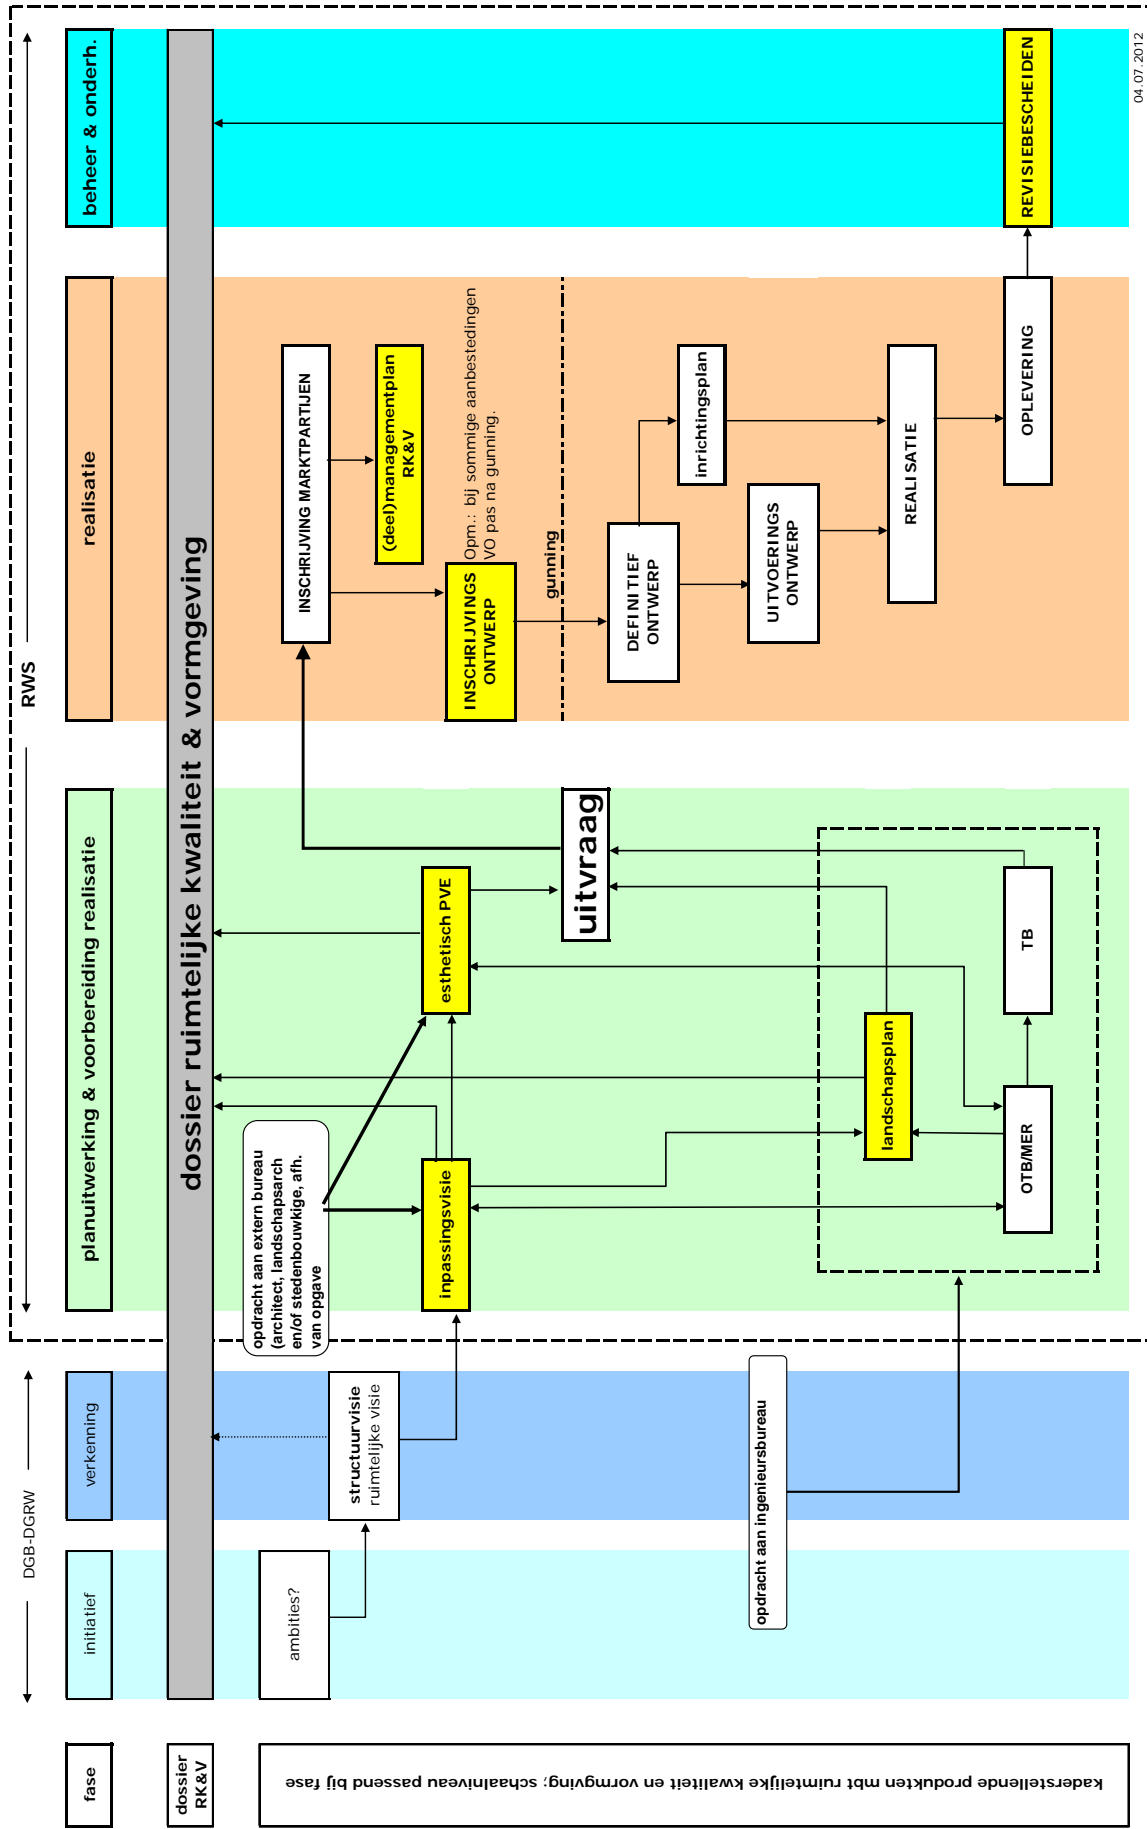 DGB-DGRW
RWS
fase
initiatief
verkenning
planuitwerking & voorbereiding realisatie
realisatie
beheer & onderh.
dossier
RK&V
dossier ruimtelijke kwaliteit & vormgeving
kaderstellende produkten mbt ruimtelijke kwaliteit en vormgving; schaalniveau passend bij fase
ambities?
structuurvisie
ruimtelijke visie
opdracht aan extern bureau
(architect, landschapsarch
en/of stedenbouwkige, afh.
van opgave
inpassingsvisie
esthetisch PVE
uitvraag
opdracht aan ingenieursbureau
landschapsplan
OTB/MER
TB
INSCHRIJVING MARKTPARTIJEN
(deel)managementplan
RK&V
INSCHRIJVINGS
ONTWERP
Opm.: bij sommige aanbestedingen
VO pas na gunning.
gunning
DEFINITIEF
ONTWERP
inrichtingsplan
UITVOERINGS
ONTWERP
REALISATIE
OPLEVERING
REVISIEBESCHEIDEN
04.07.2012